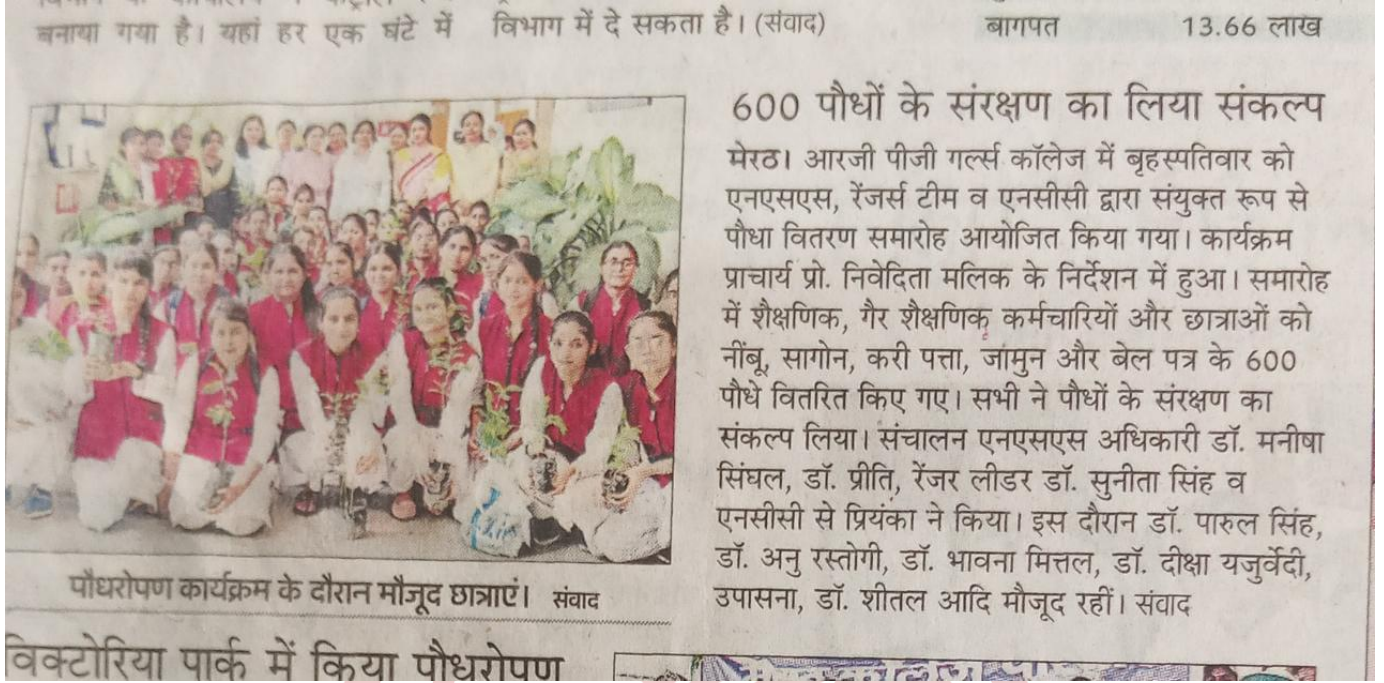 बनाया गया है। यहां हर एक घंटे में
विभाग में दे सकता है। (संवाद)
बागपत 13.66 लाख
600 पौधों के संरक्षण का लिया संकल्प
मेरठ। आरजी पीजी गर्ल्स कॉलेज में बृहस्पतिवार को
एनएसएस, रेंजर्स टीम व एनसीसी द्वारा संयुक्त रूप से
पौधा वितरण समारोह आयोजित किया गया। कार्यक्रम
प्राचार्य प्रो. निवेदिता मलिक के निर्देशन में हुआ। समारोह
में शैक्षणिक, गैर शैक्षणिक कर्मचारियों और छात्राओं को
नींबू, सागोन, करी पत्ता, जामुन और बेल पत्र के 600
पौधे वितरित किए गए। सभी ने पौधों के संरक्षण का
संकल्प लिया। संचालन एनएसएस अधिकारी डॉ. मनीषा
सिंघल, डॉ. प्रीति, रेंजर लीडर डॉ. सुनीता सिंह व
एनसीसी से प्रियंका ने किया। इस दौरान डॉ. पारुल सिंह,
डॉ. अनु रस्तोगी, डॉ. भावना मित्तल, डॉ. दीक्षा यजुर्वेदी,
उपासना, डॉ. शीतल आदि मौजूद रहीं। संवाद
पौधरोपण कार्यक्रम के दौरान मौजूद छात्राएं। संवाद
विक्टोरिया पार्क में किया पौधरोपण